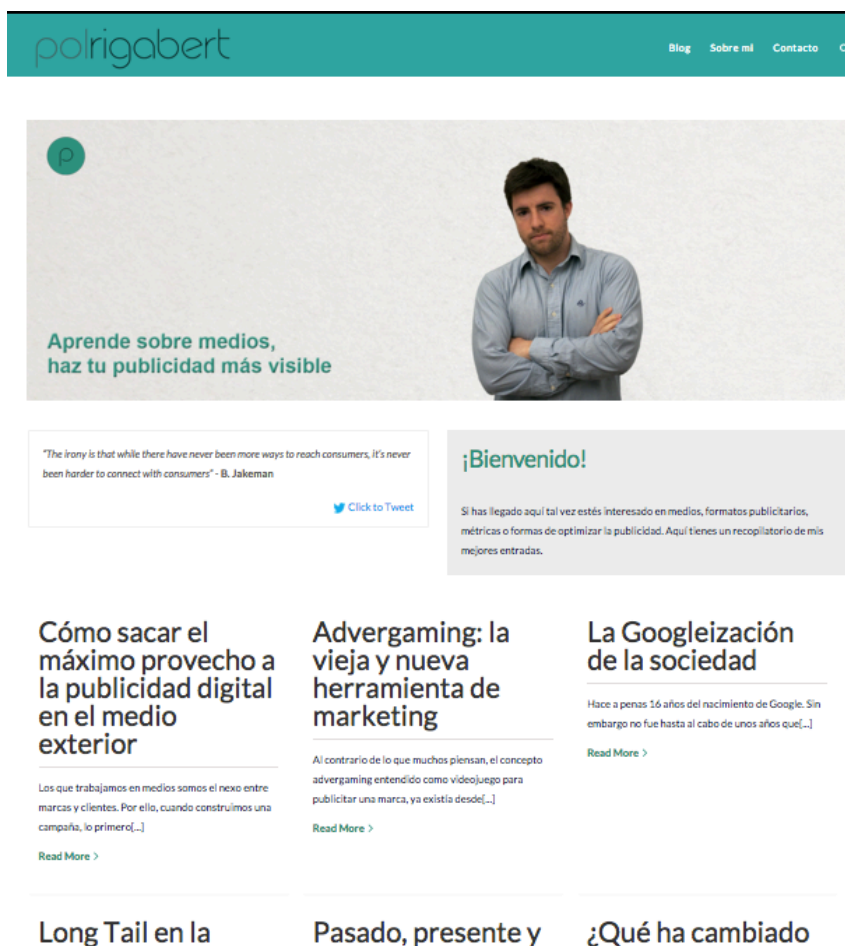 polrigabert
Blog Sobre mi Contacto
p
Aprende sobre medios,
haz tu publicidad más visible
"The irony is that while there have never been more ways to reach consumers, it's never
been harder to connect with consumers" - B. Jakeman
Click to Tweet
¡Bienvenido!
Si has llegado aquí tal vez estés interesado en medios, formatos publicitarios,
métricas o formas de optimizar la publicidad. Aquí tienes un recopilatorio de mis
mejores entradas.
Cómo sacar el
máximo provecho a
la publicidad digital
en el medio
exterior
Los que trabajamos en medios somos el nexo entre
marcas y clientes. Por ello, cuando construimos una
campaña, lo primero[...]
Read More >
Advergaming: la
vieja y nueva
herramienta de
marketing
Al contrario de lo que muchos piensan, el concepto
advergaming entendido como videojuego para
publicitar una marca, ya existía desde[...]
Read More >
La Googleización
de la sociedad
Hace a penas 16 años del nacimiento de Google. Sin
embargo no fue hasta al cabo de unos años que[...]
Read More >
Long Tail en la
Pasado, presente y
¿Qué ha cambiado